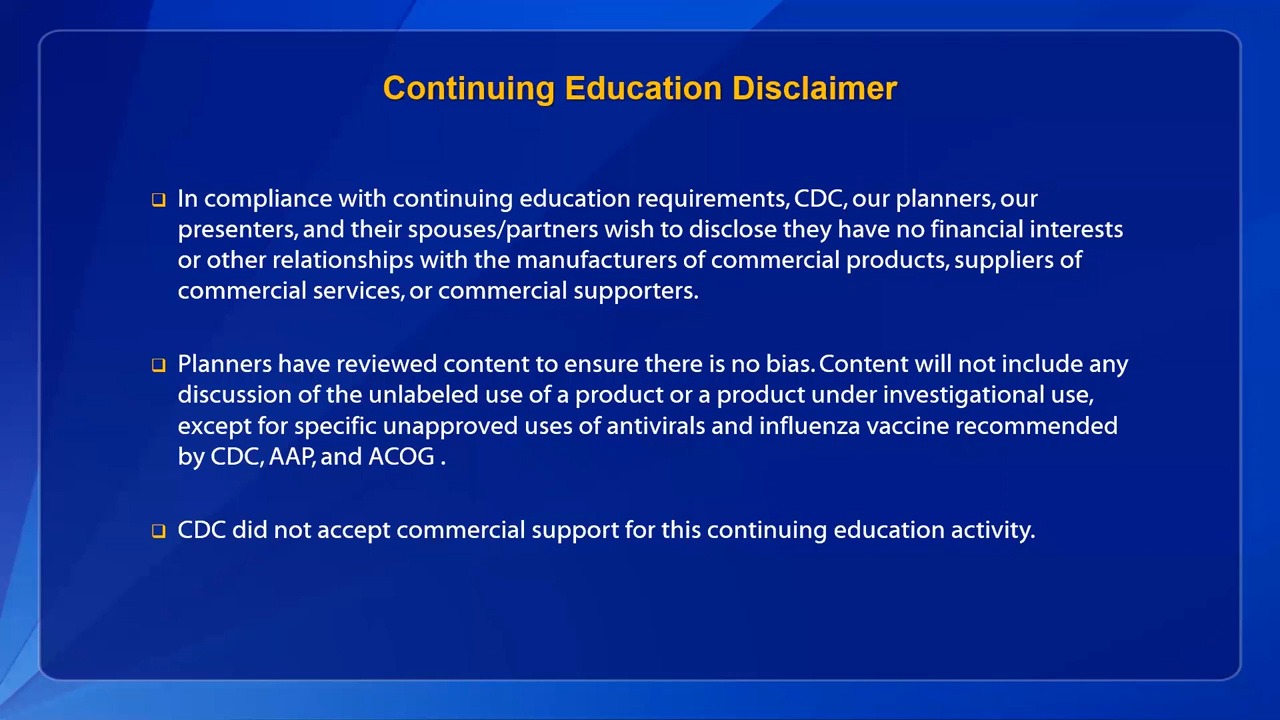 Continuing Education Disclaimer
In compliance with continuing education requirements, CDC, our planners, our
presenters, and their spouses/partners wish to disclose they have no financial interests
or other relationships with the manufacturers of commercial products, suppliers of
commercial services, or commercial supporters.
Planners have reviewed content to ensure there is no bias. Content will not include any
discussion of the unlabeled use of a product or a product under investigational use,
except for specific unapproved uses of antivirals and influenza vaccine recommended
by CDC, AAP, and ACOG .
CDC did not accept commercial support for this continuing education activity.